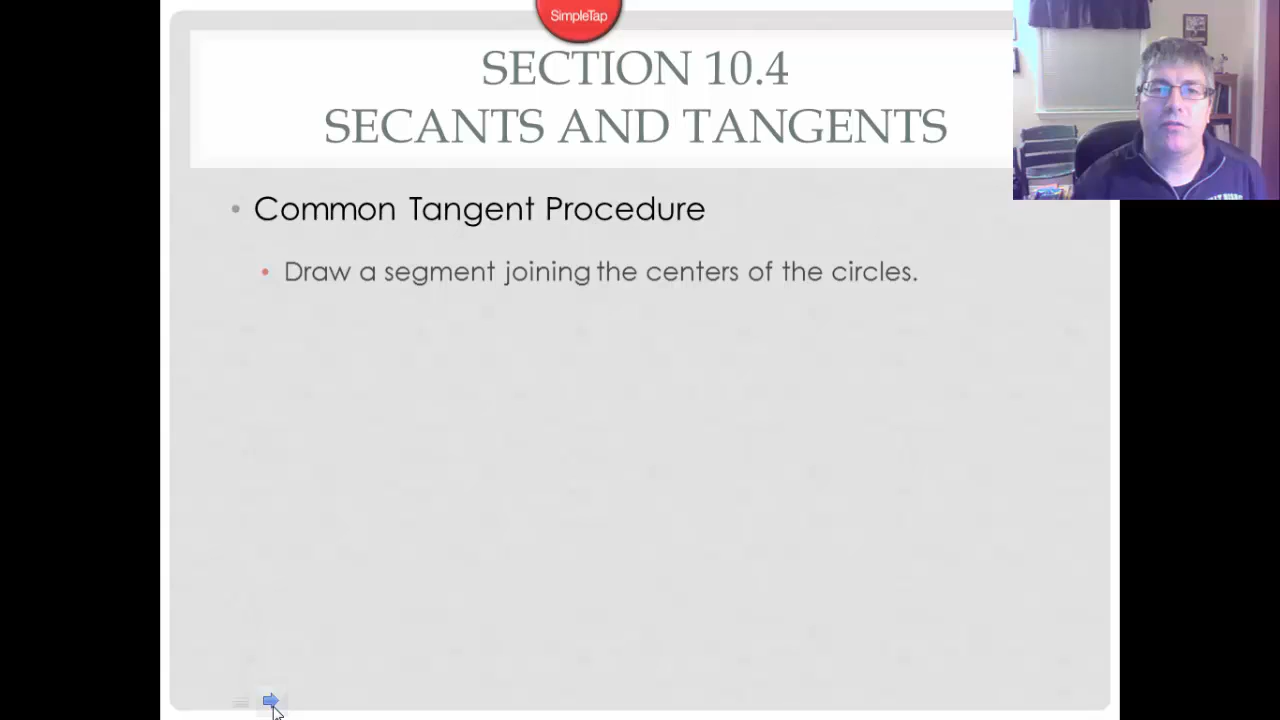 SimpleTap
SECTION 10.4
SECANTS AND TANGENTS
• Common Tangent Procedure
• Draw a segment joining the centers of the circles.